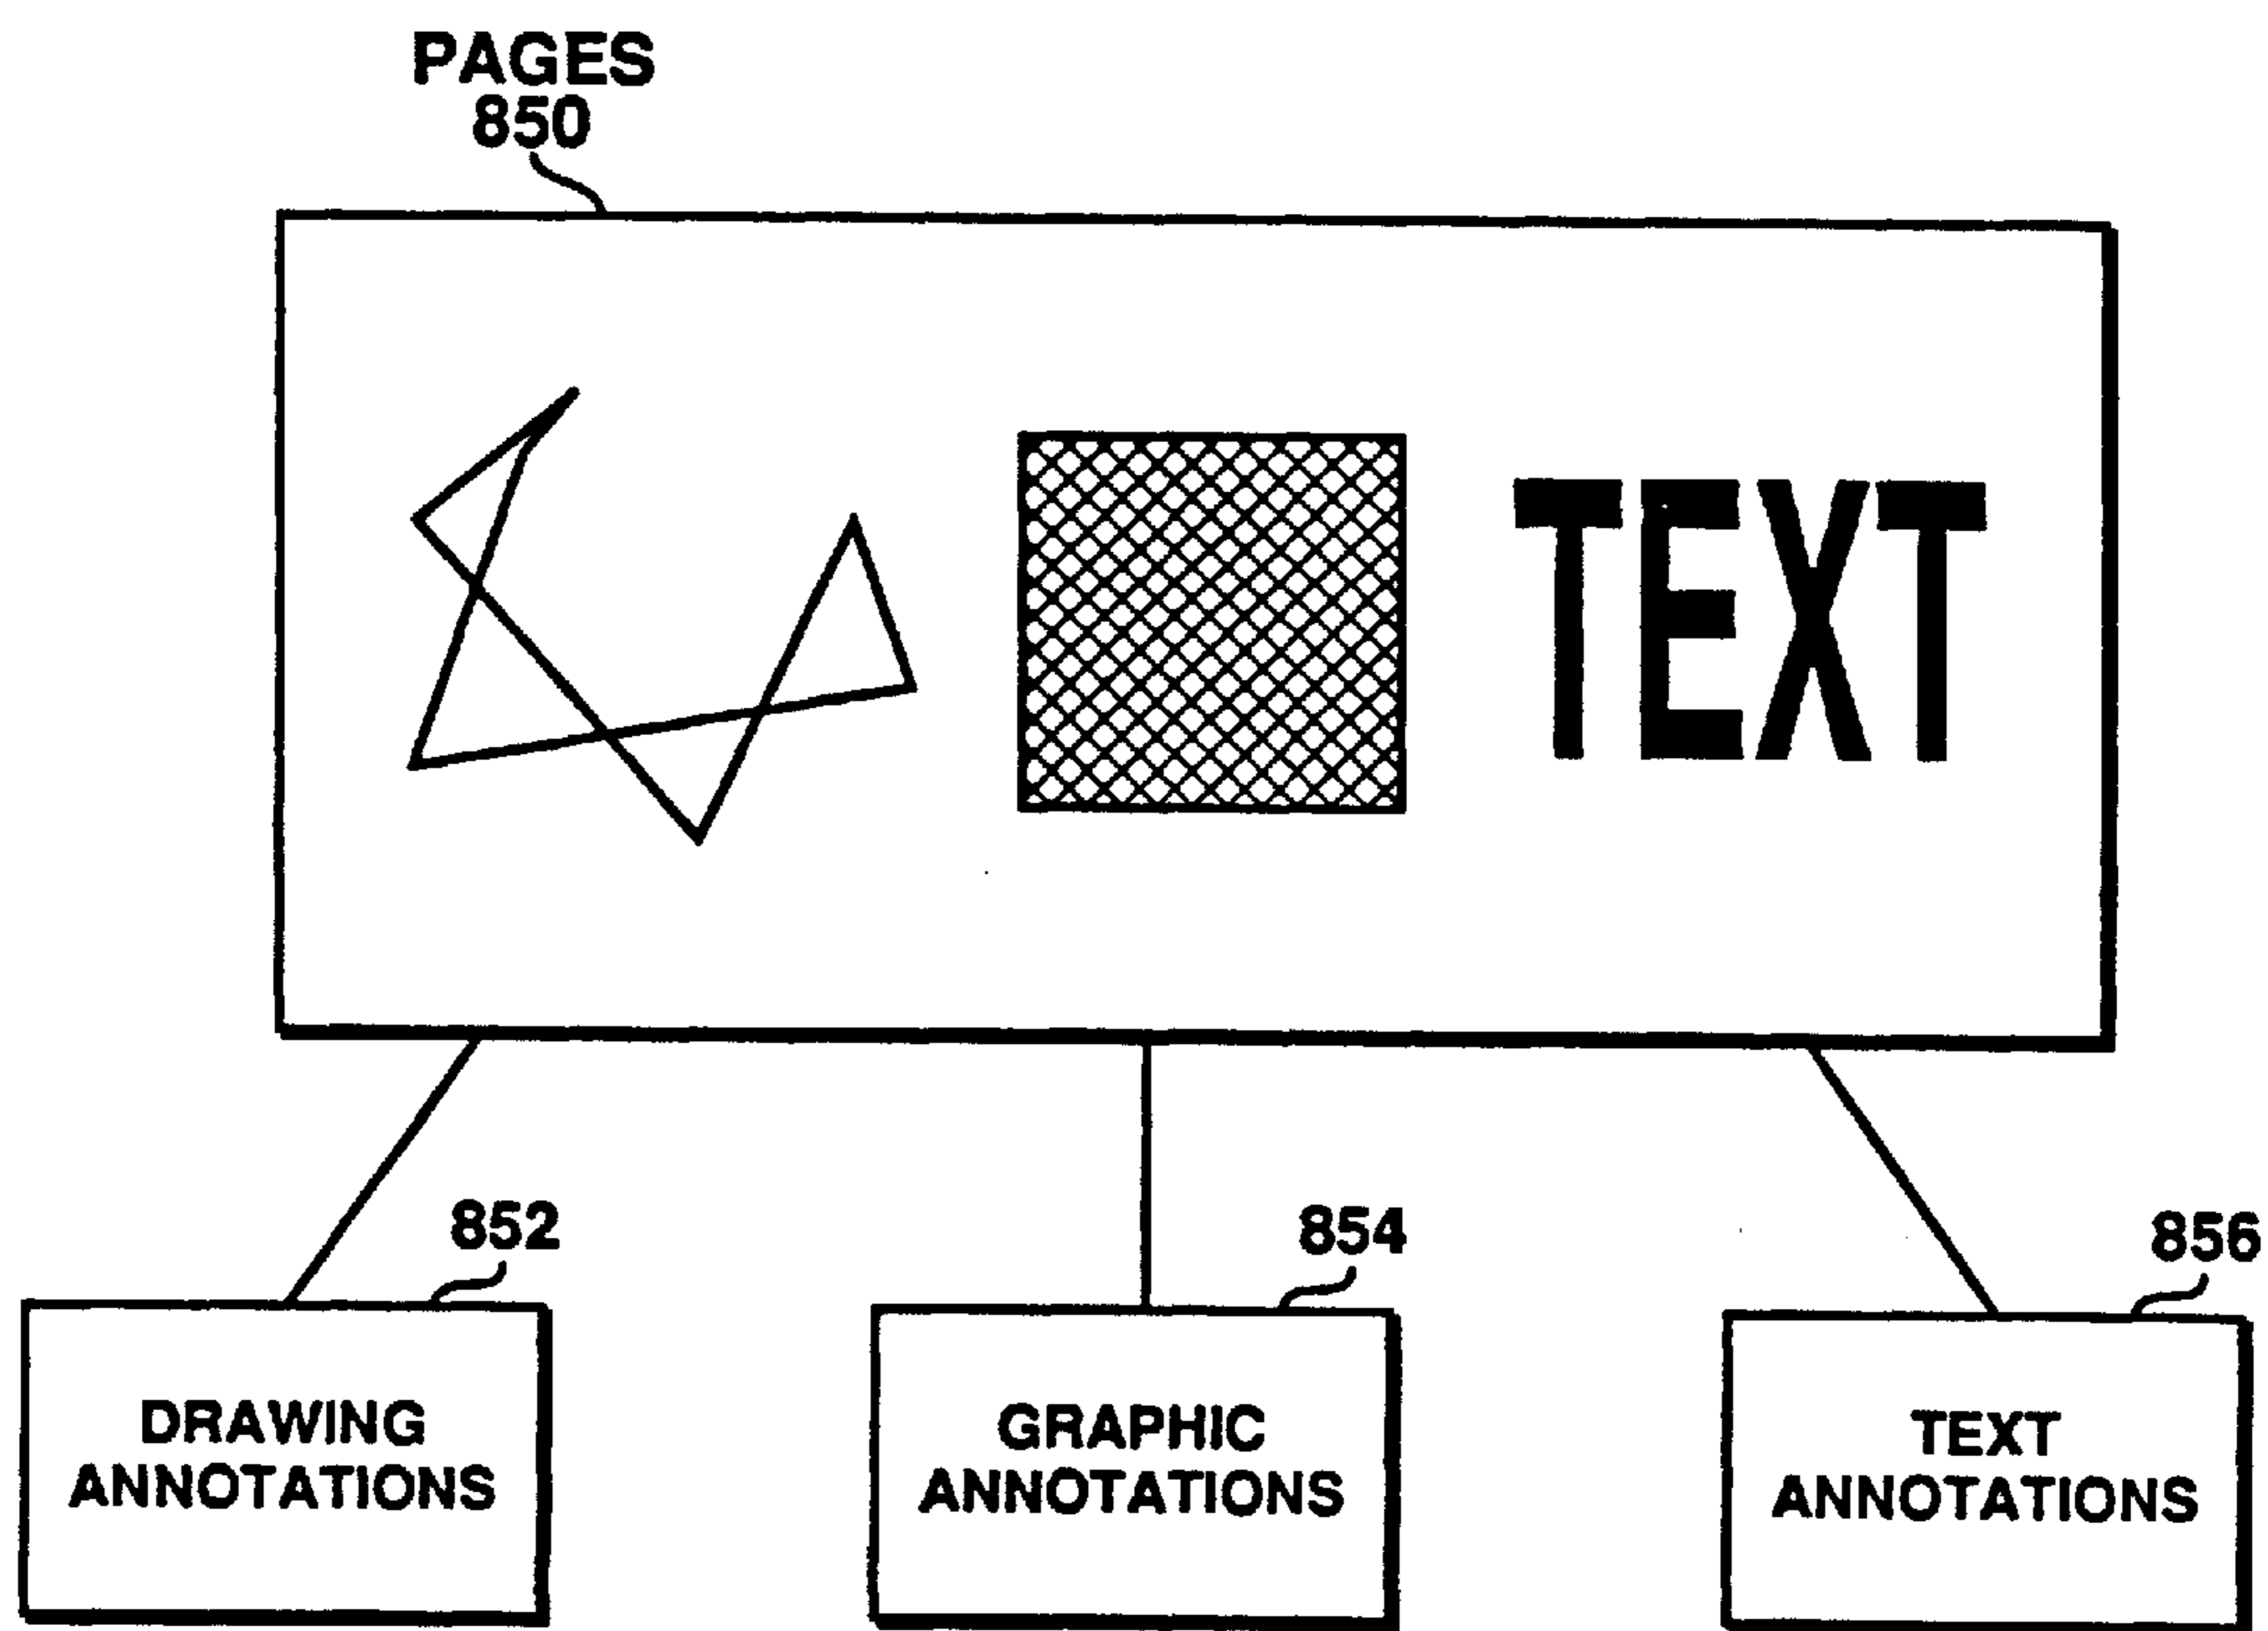 PAGES
850
TEXT
852
854
856
DRAWING
ANNOTATIONS
GRAPHIC
ANNOTATIONS
TEXT
ANNOTATIONS